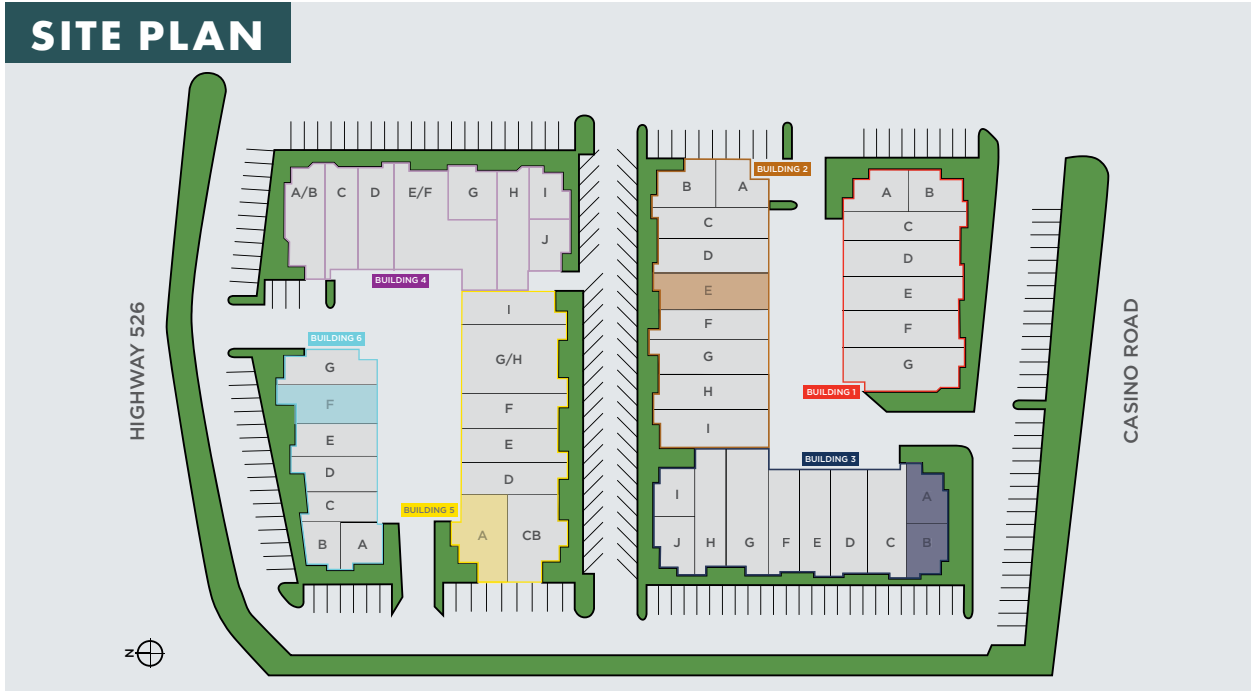 SITE PLAN
HIGHWAY 526
CASINO ROAD
BUILDING 4
A/B
C
D
E/F
G
H
I
J
BUILDING 6
G
F
E
D
C
B
A
BUILDING 5
I
G/H
F
E
D
A
CB
BUILDING 2
B
A
C
D
E
F
G
H
I
BUILDING 1
A
B
C
D
E
F
G
BUILDING 3
I
J
H
G
F
E
D
C
A
B
N